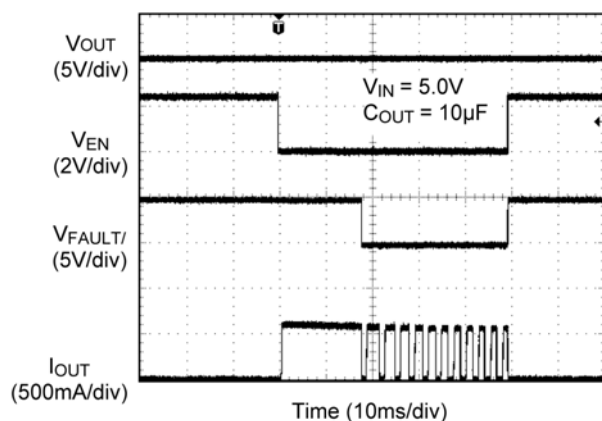 T
VOUT
(5V/div)
VIN = 5.0V
COUT = 10µF
VEN
(2V/div)
VFAULT/
(5V/div)
IOUT
(500mA/div)
Time (10ms/div)